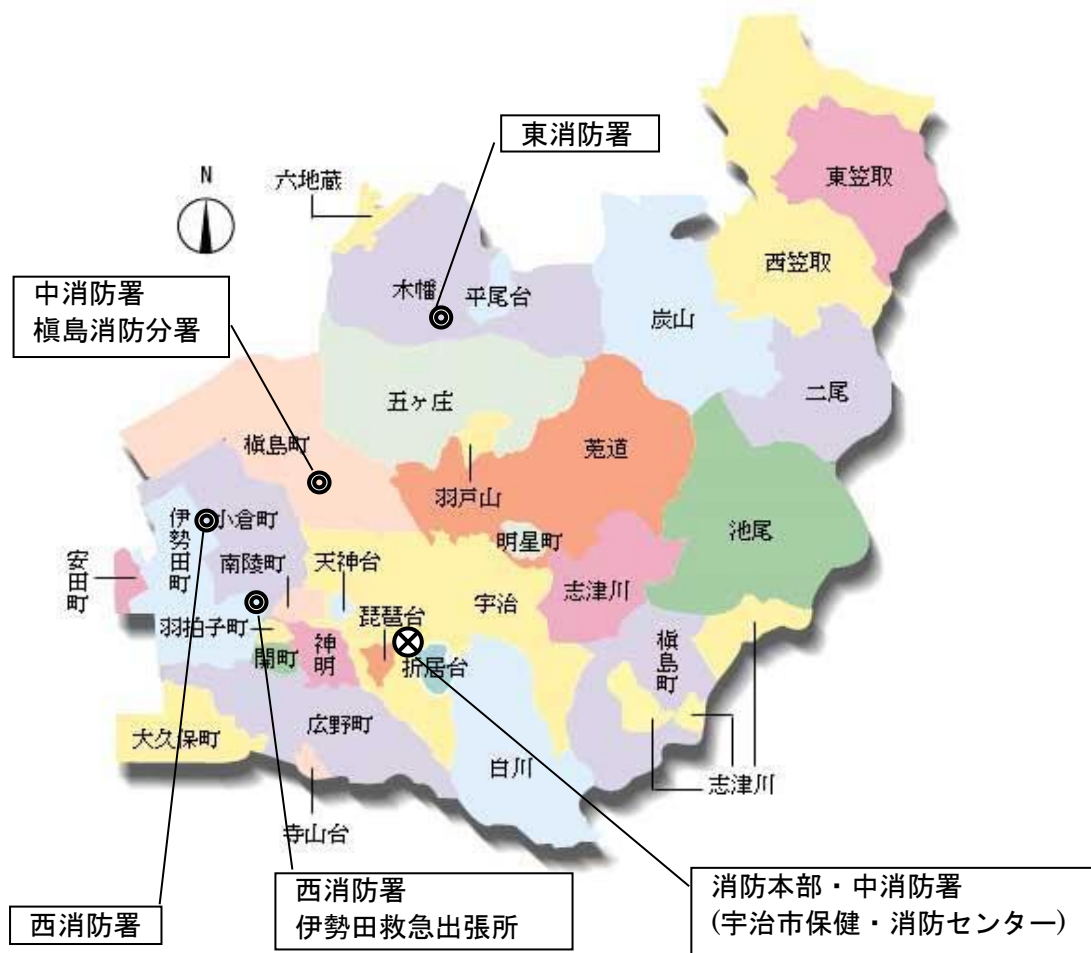 東消防署
N
六地蔵
東笠取
西笠取
中消防署
槇島消防分署
木幡
平尾台
炭山
二尾
五ヶ庄
槇島町
菟道
羽戸山
伊勢田町
小倉町
明星町
池尾
安田町
南陵町
天神台
志津川
宇治
琵琶台
羽拍子町
開町
神明
折居台
槇島町
広野町
大久保町
白川
志津川
寺山台
西消防署
西消防署
伊勢田救急出張所
消防本部・中消防署
(宇治市保健・消防センター)